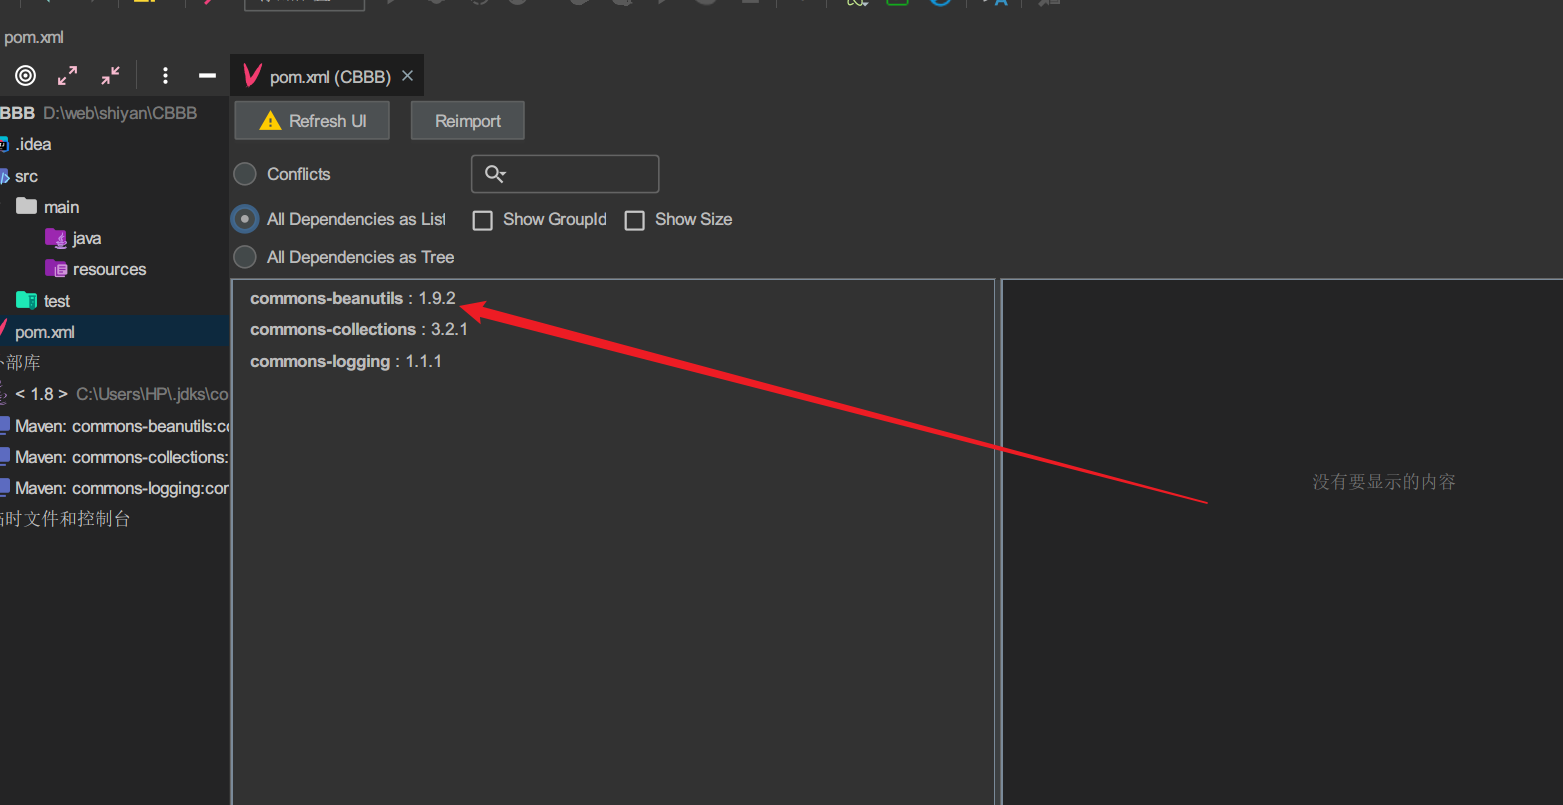 pom.xml
pom.xml (CBBB)
BBB D:\web\shiyan\CBBB
Refresh UI Reimport
.idea
src
Conflicts
main
All Dependencies as List Show GroupId Show Size
java
All Dependencies as Tree
resources
commons-beanutils : 1.9.2
test
commons-collections : 3.2.1
pom.xml
commons-logging : 1.1.1
部库
< 1.8 > C:\Users\HP\.jdks\co
Maven: commons-beanutils:co
Maven: commons-collections:
没有要显示的内容
Maven: commons-logging:cor
临时文件和控制台